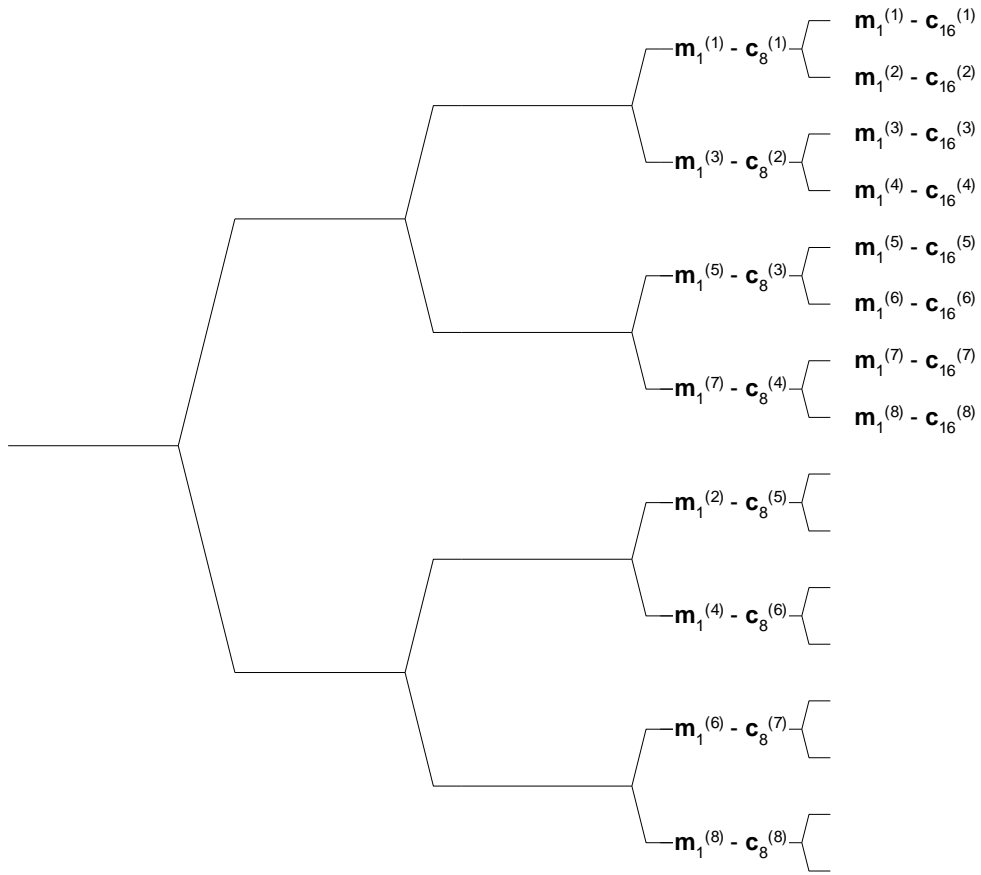 m₁⁽¹⁾ - c₁₆⁽¹⁾
m₁⁽¹⁾ - c₈⁽¹⁾
m₁⁽²⁾ - c₁₆⁽²⁾
m₁⁽³⁾ - c₁₆⁽³⁾
m₁⁽³⁾ - c₈⁽²⁾
m₁⁽⁴⁾ - c₁₆⁽⁴⁾
m₁⁽⁵⁾ - c₁₆⁽⁵⁾
m₁⁽⁵⁾ - c₈⁽³⁾
m₁⁽⁶⁾ - c₁₆⁽⁶⁾
m₁⁽⁷⁾ - c₁₆⁽⁷⁾
m₁⁽⁷⁾ - c₈⁽⁴⁾
m₁⁽⁸⁾ - c₁₆⁽⁸⁾
m₁⁽²⁾ - c₈⁽⁵⁾
m₁⁽⁴⁾ - c₈⁽⁶⁾
m₁⁽⁶⁾ - c₈⁽⁷⁾
m₁⁽⁸⁾ - c₈⁽⁸⁾